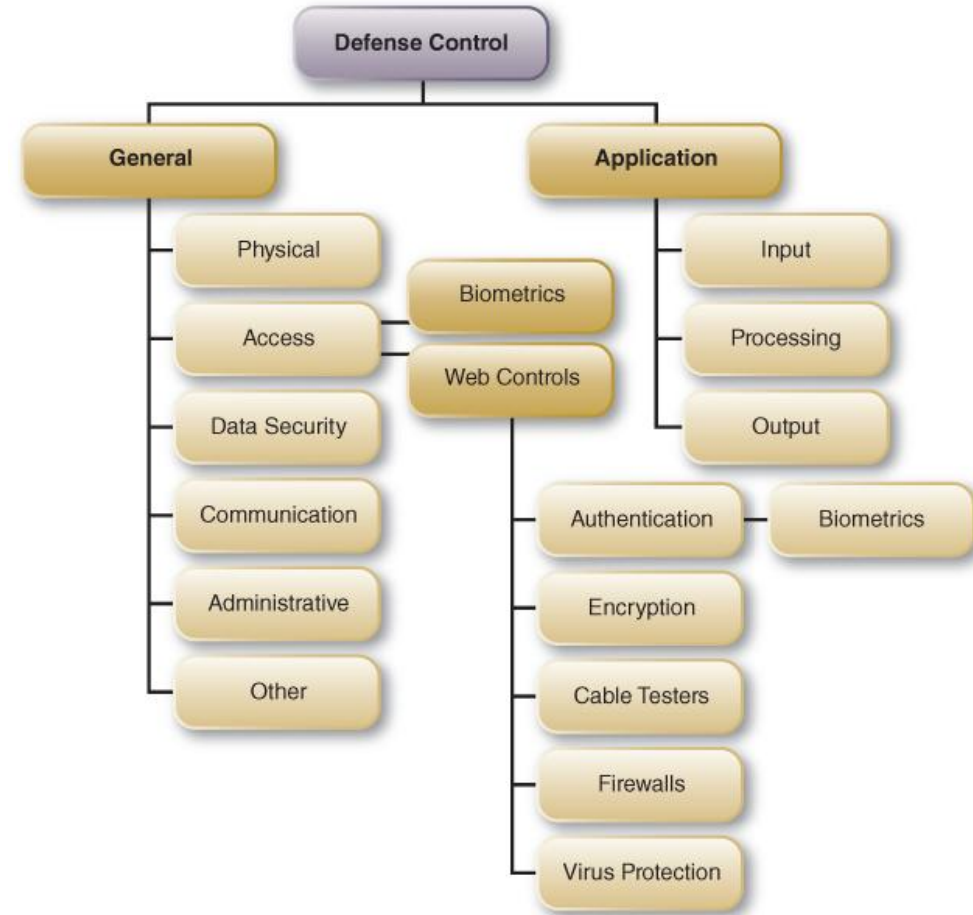 Defense Control
General
Application
Physical
Input
Biometrics
Access
Processing
Web Controls
Data Security
Output
Communication
Authentication
Biometrics
Administrative
Encryption
Other
Cable Testers
Firewalls
Virus Protection